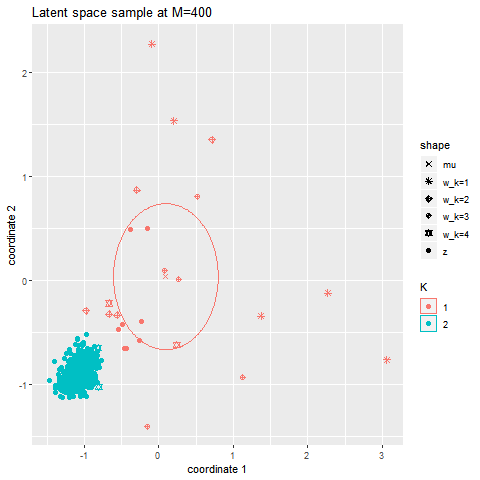 Latent space sample at M=400
coordinate 2
2
1
0
-1
-1
0
1
2
3
coordinate 1
shape
mu
w_k=1
w_k=2
w_k=3
w_k=4
z
K
1
2